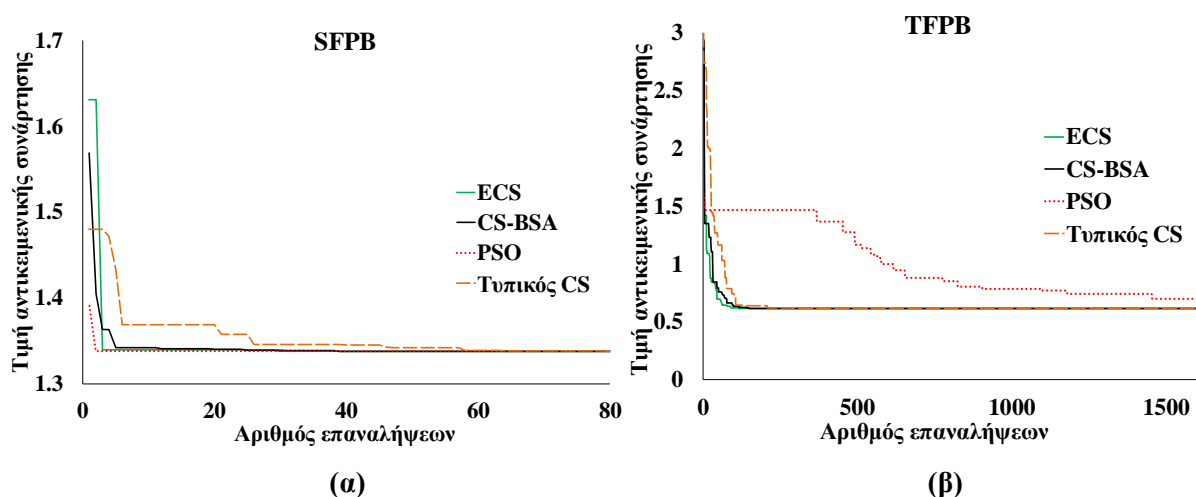 SFPB
Τιμή αντικειμενικής συνάρτησης
1.7
1.6
1.5
1.4
1.3
0
20
40
60
80
Αριθμός επαναλήψεων
ECS
CS-BSA
PSO
Τυπικός CS
(α)
TFPB
Τιμή αντικειμενικής συνάρτησης
3
2.5
2
1.5
1
0.5
0
0
500
1000
1500
Αριθμός επαναλήψεων
ECS
CS-BSA
PSO
Τυπικός CS
(β)